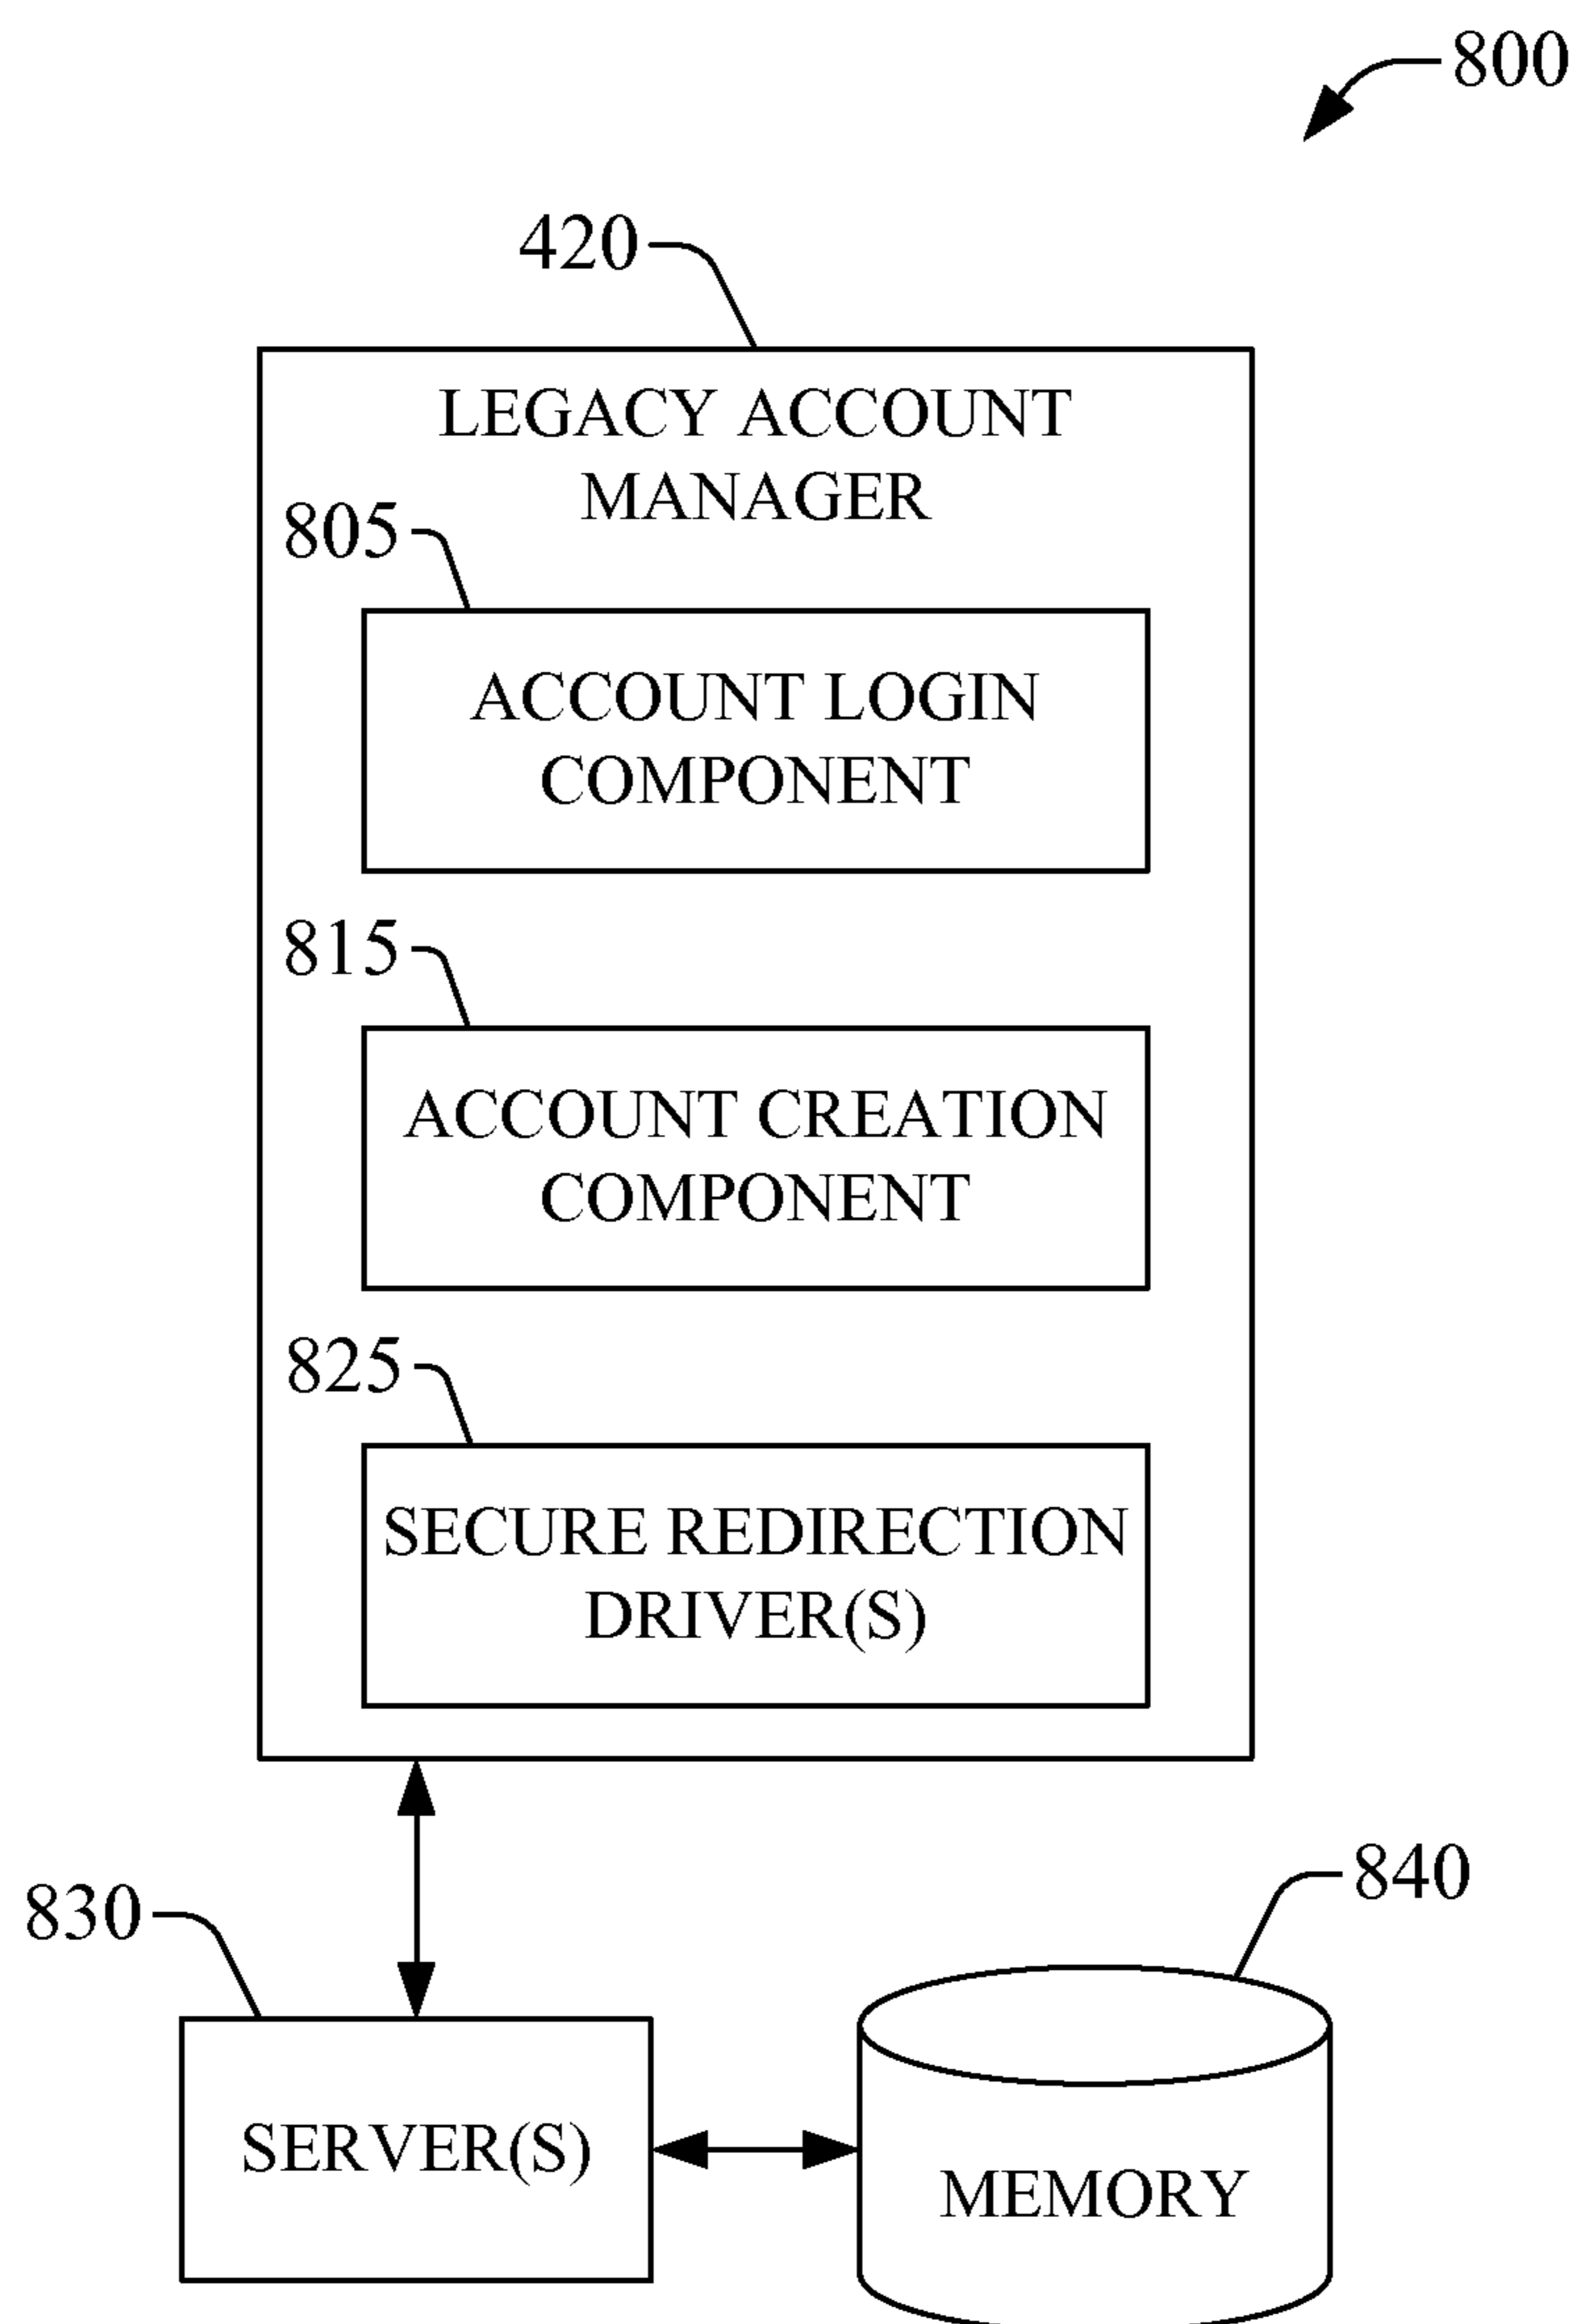 800
420
LEGACY ACCOUNT
MANAGER
805
ACCOUNT LOGIN
COMPONENT
815
ACCOUNT CREATION
COMPONENT
825
SECURE REDIRECTION
DRIVER(S)
830
840
SERVER(S)
MEMORY